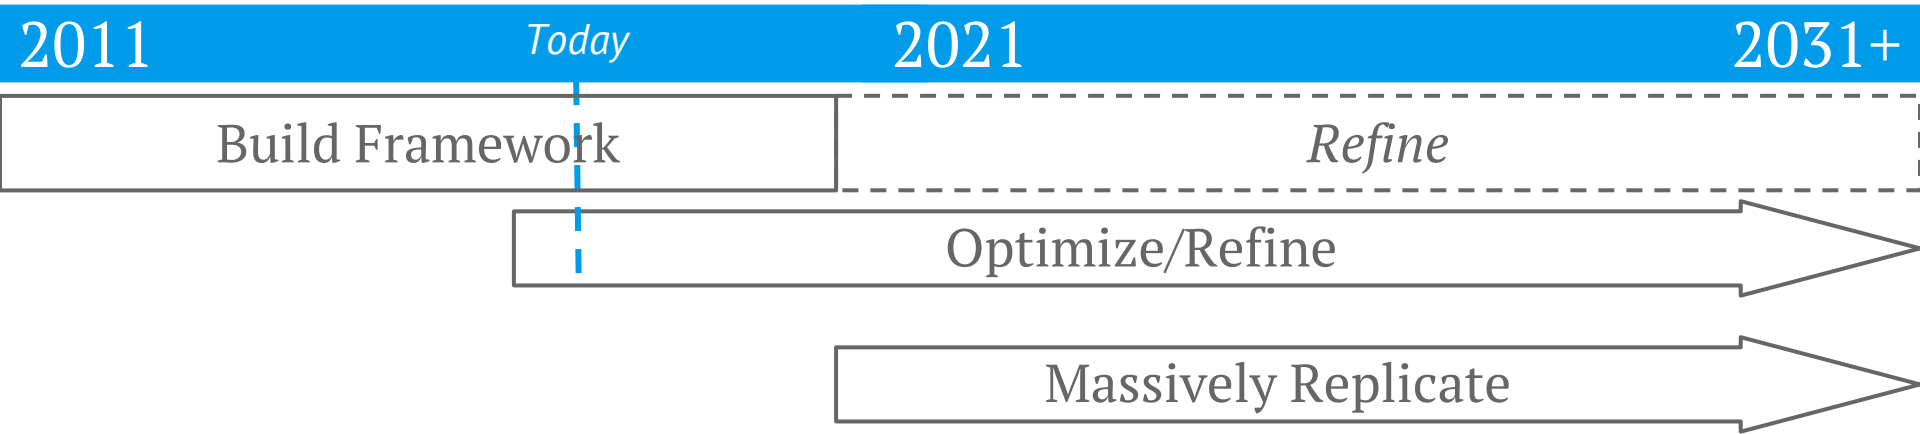 2011 Today 2021 2031+
Build Framework Refine
Optimize/Refine
Massively Replicate